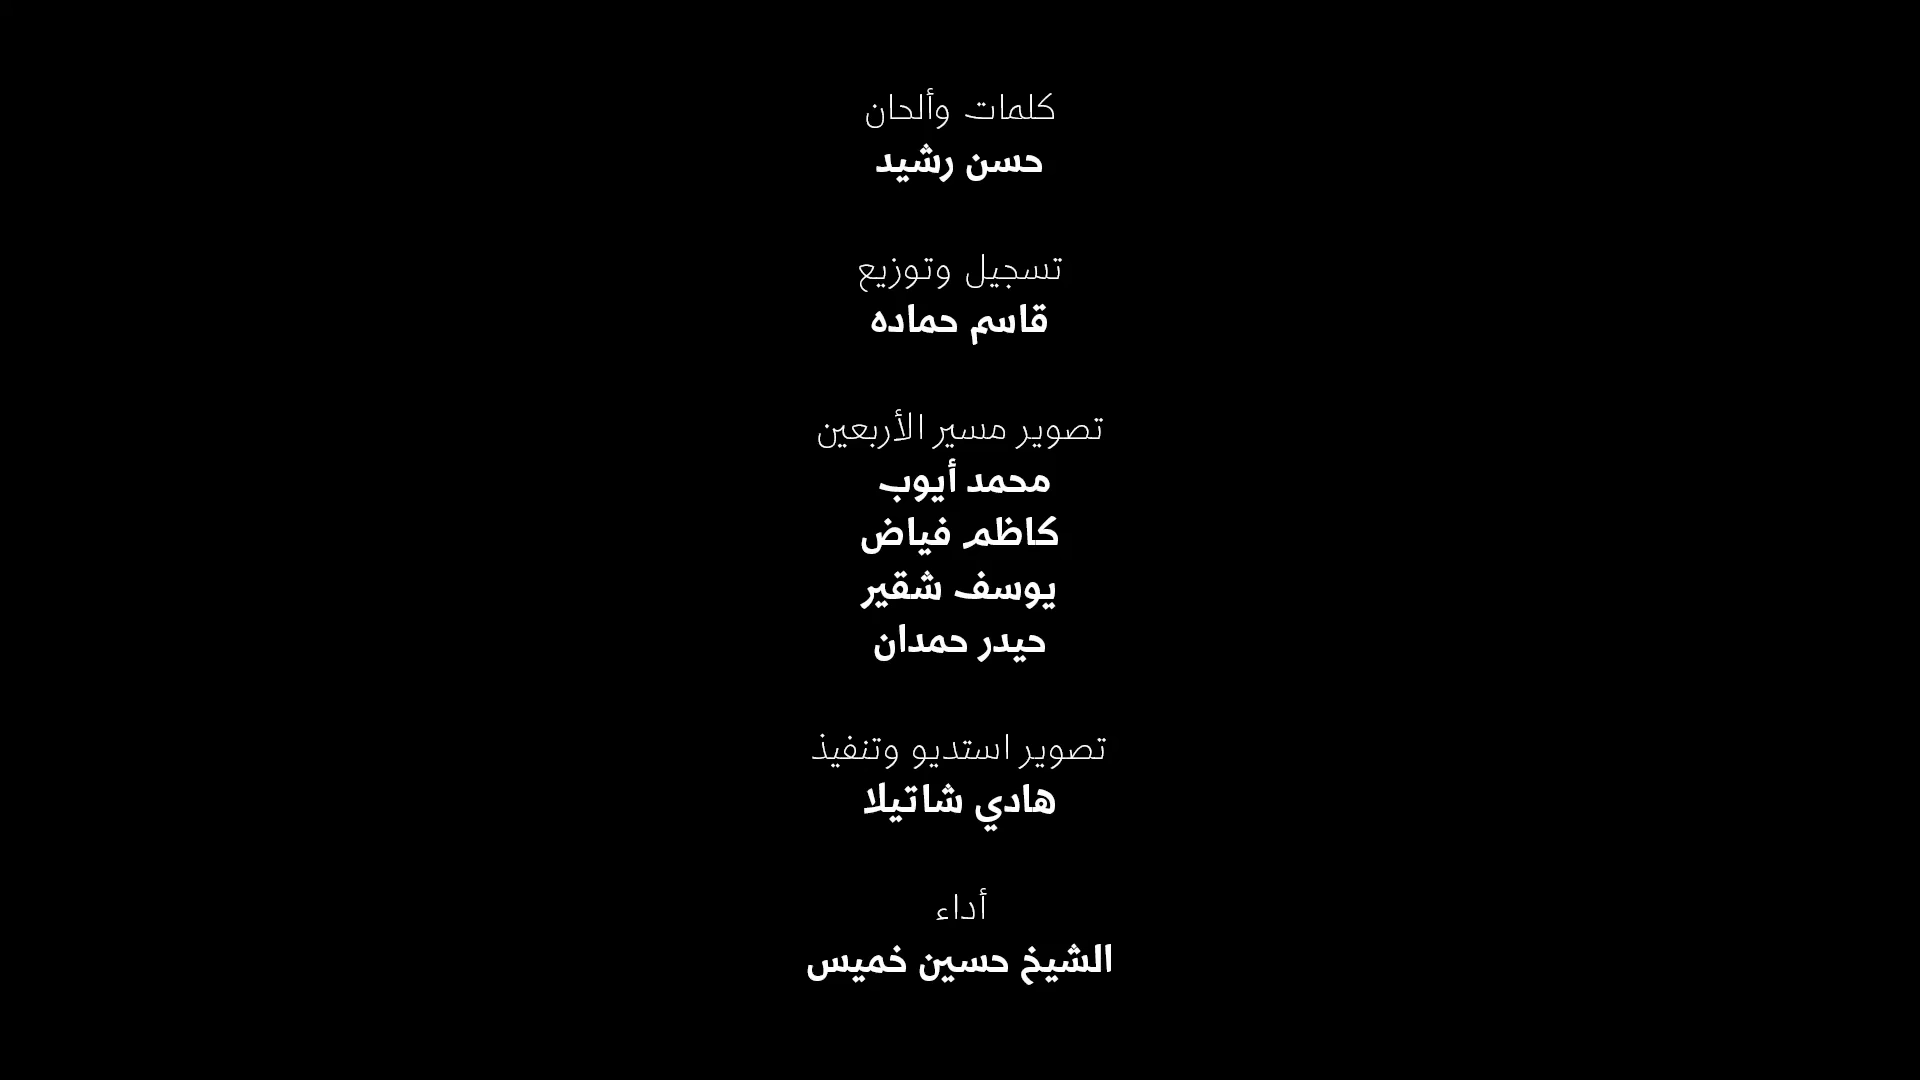 كلمات وألحان
حسن رشيد
تسجيل وتوزيع
قاسم حماده
تصوير مسير الأربعين
محمد أيوب
كاظم فياض
يوسف شقير
حيدر حمدان
تصوير استديو وتنفيذ
هادي شاتيلا
أداء
الشيخ حسين خميس